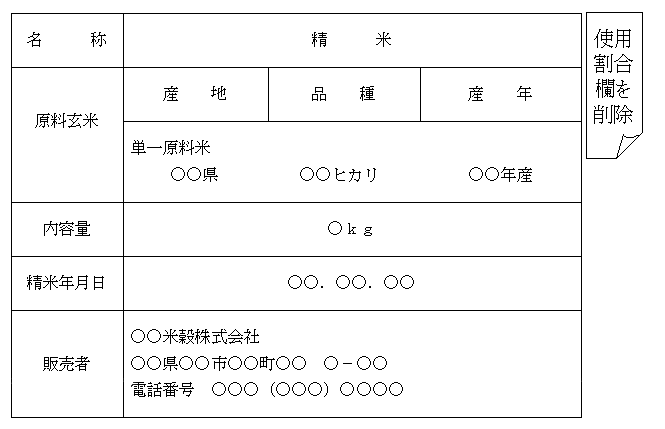 名　　称　　精　　米
原料玄米　産　地　品　種　産　年
単一原料米
○○県　○○ヒカリ　○○年産
内容量　○ｋｇ
精米年月日　○○．○○．○○
販売者
○○米穀株式会社
○○県○○市○○町○○　○－○○
電話番号　○○○（○○○）○○○○
使用
割合
欄を
削除